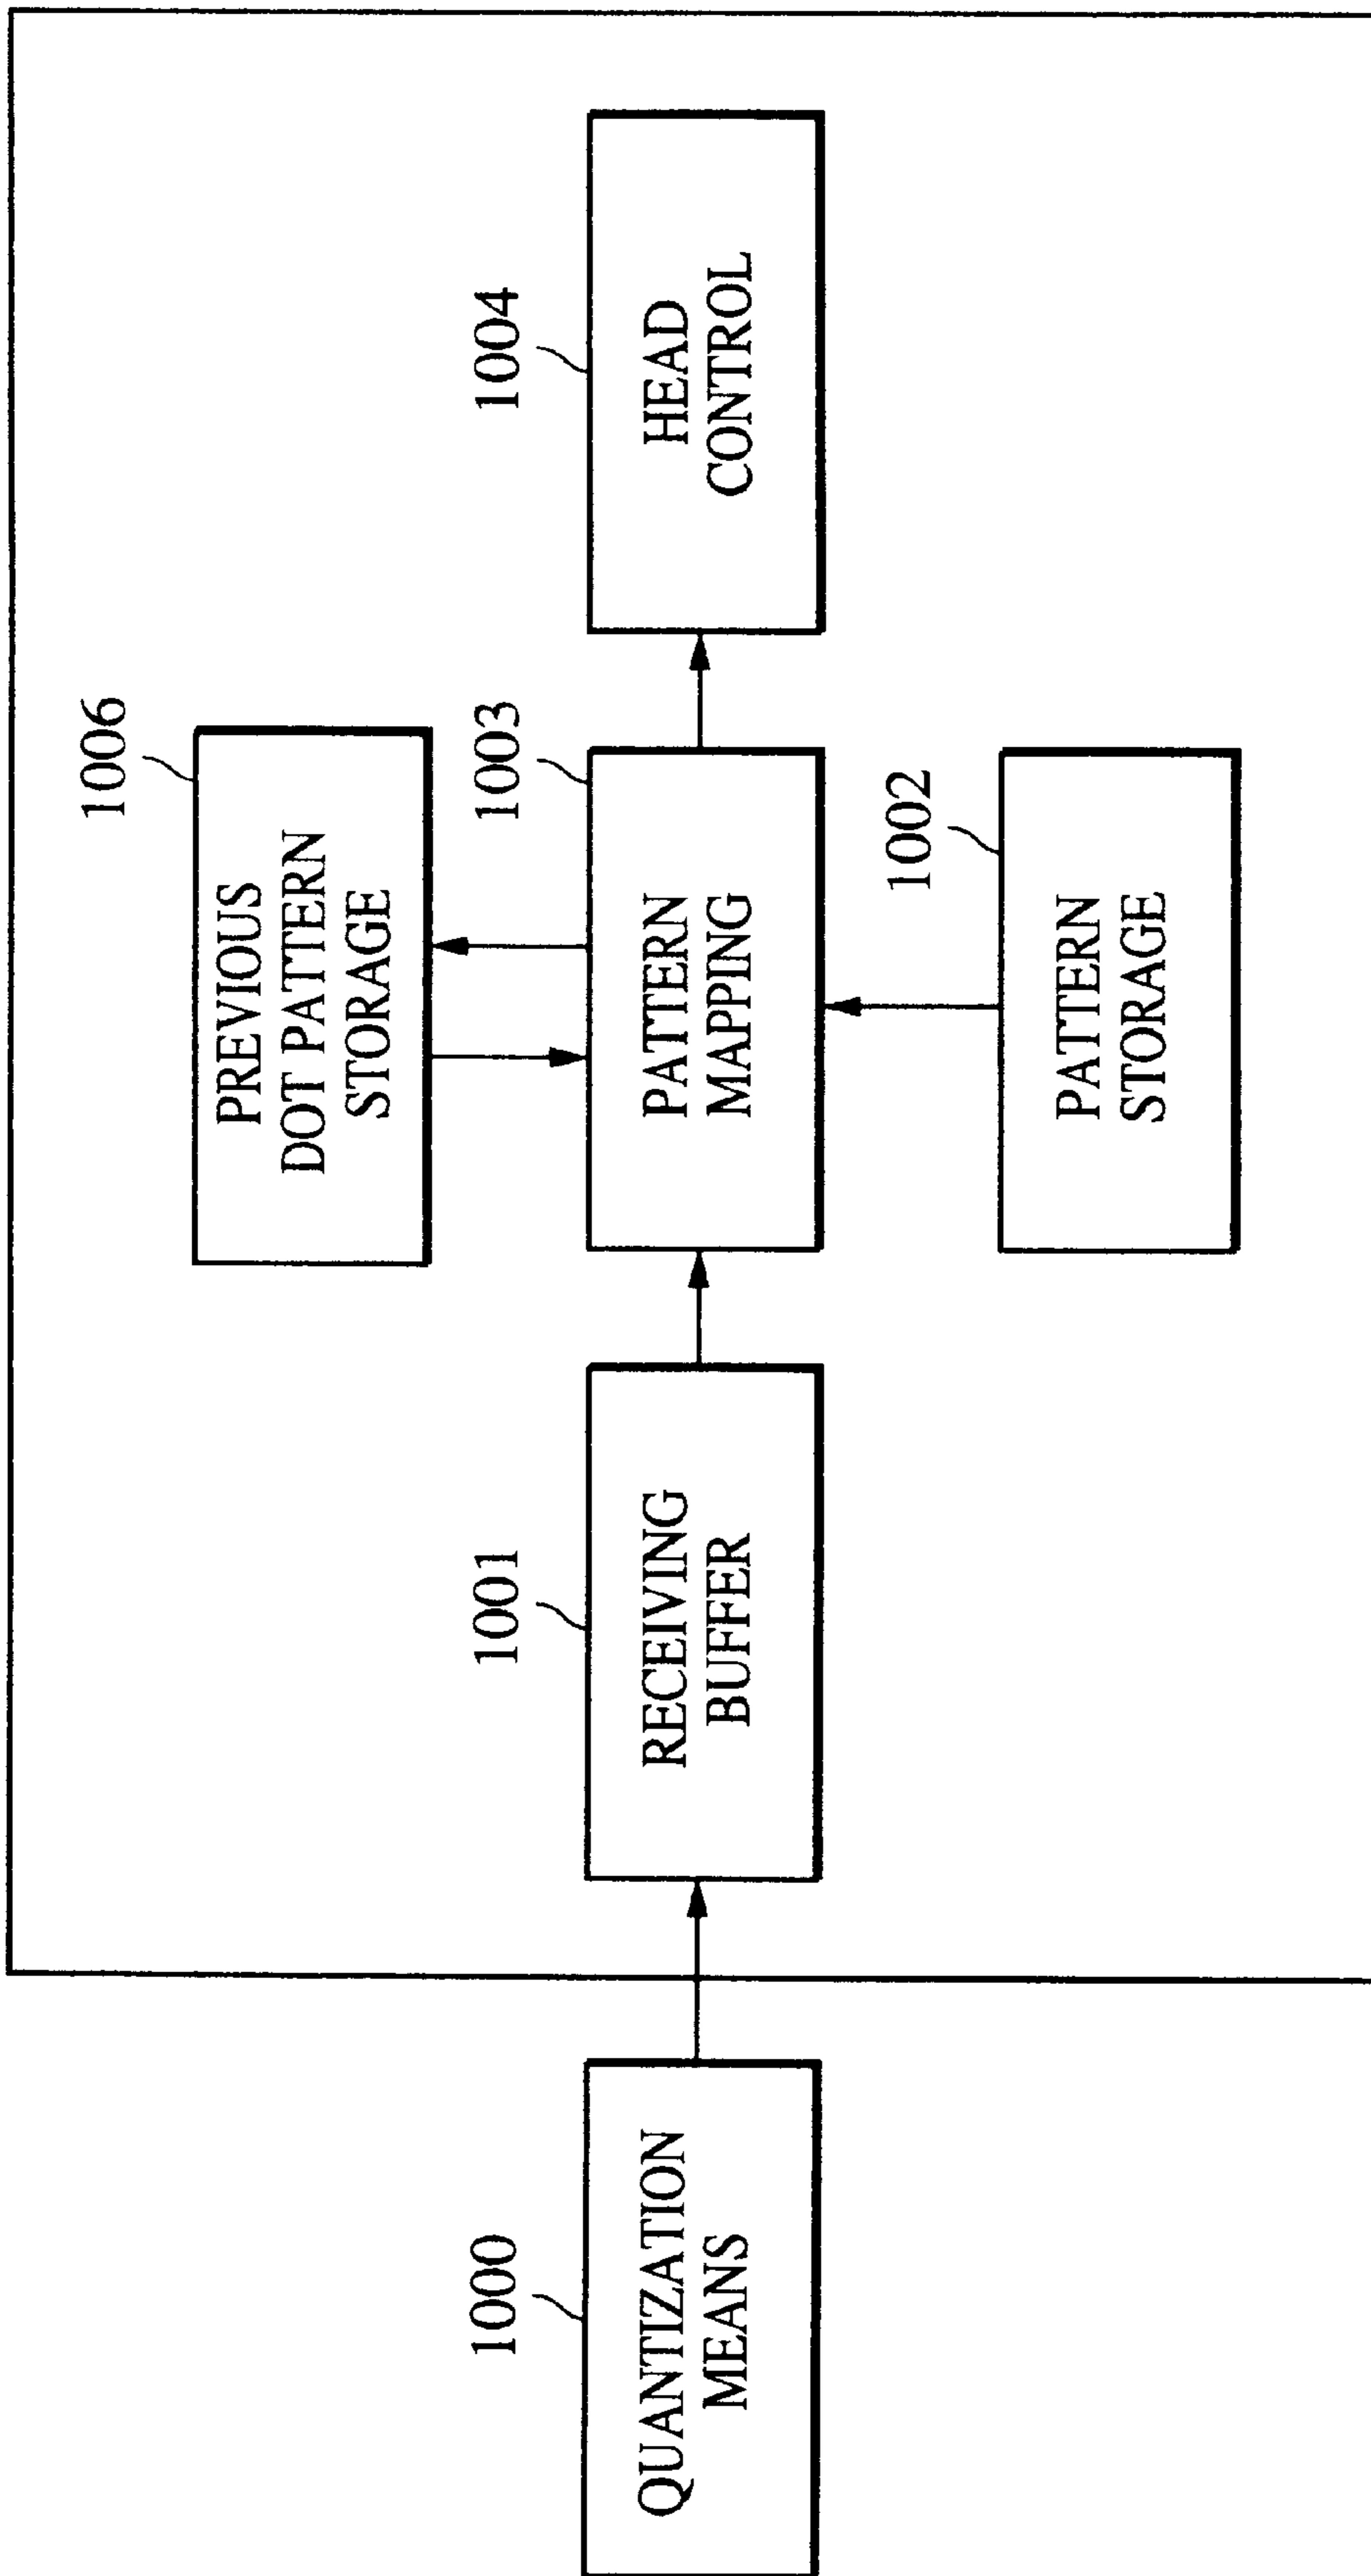 1000
QUANTIZATION
MEANS
1001
RECEIVING
BUFFER
1006
PREVIOUS
DOT PATTERN
STORAGE
1003
PATTERN
MAPPING
1002
PATTERN
STORAGE
1004
HEAD
CONTROL